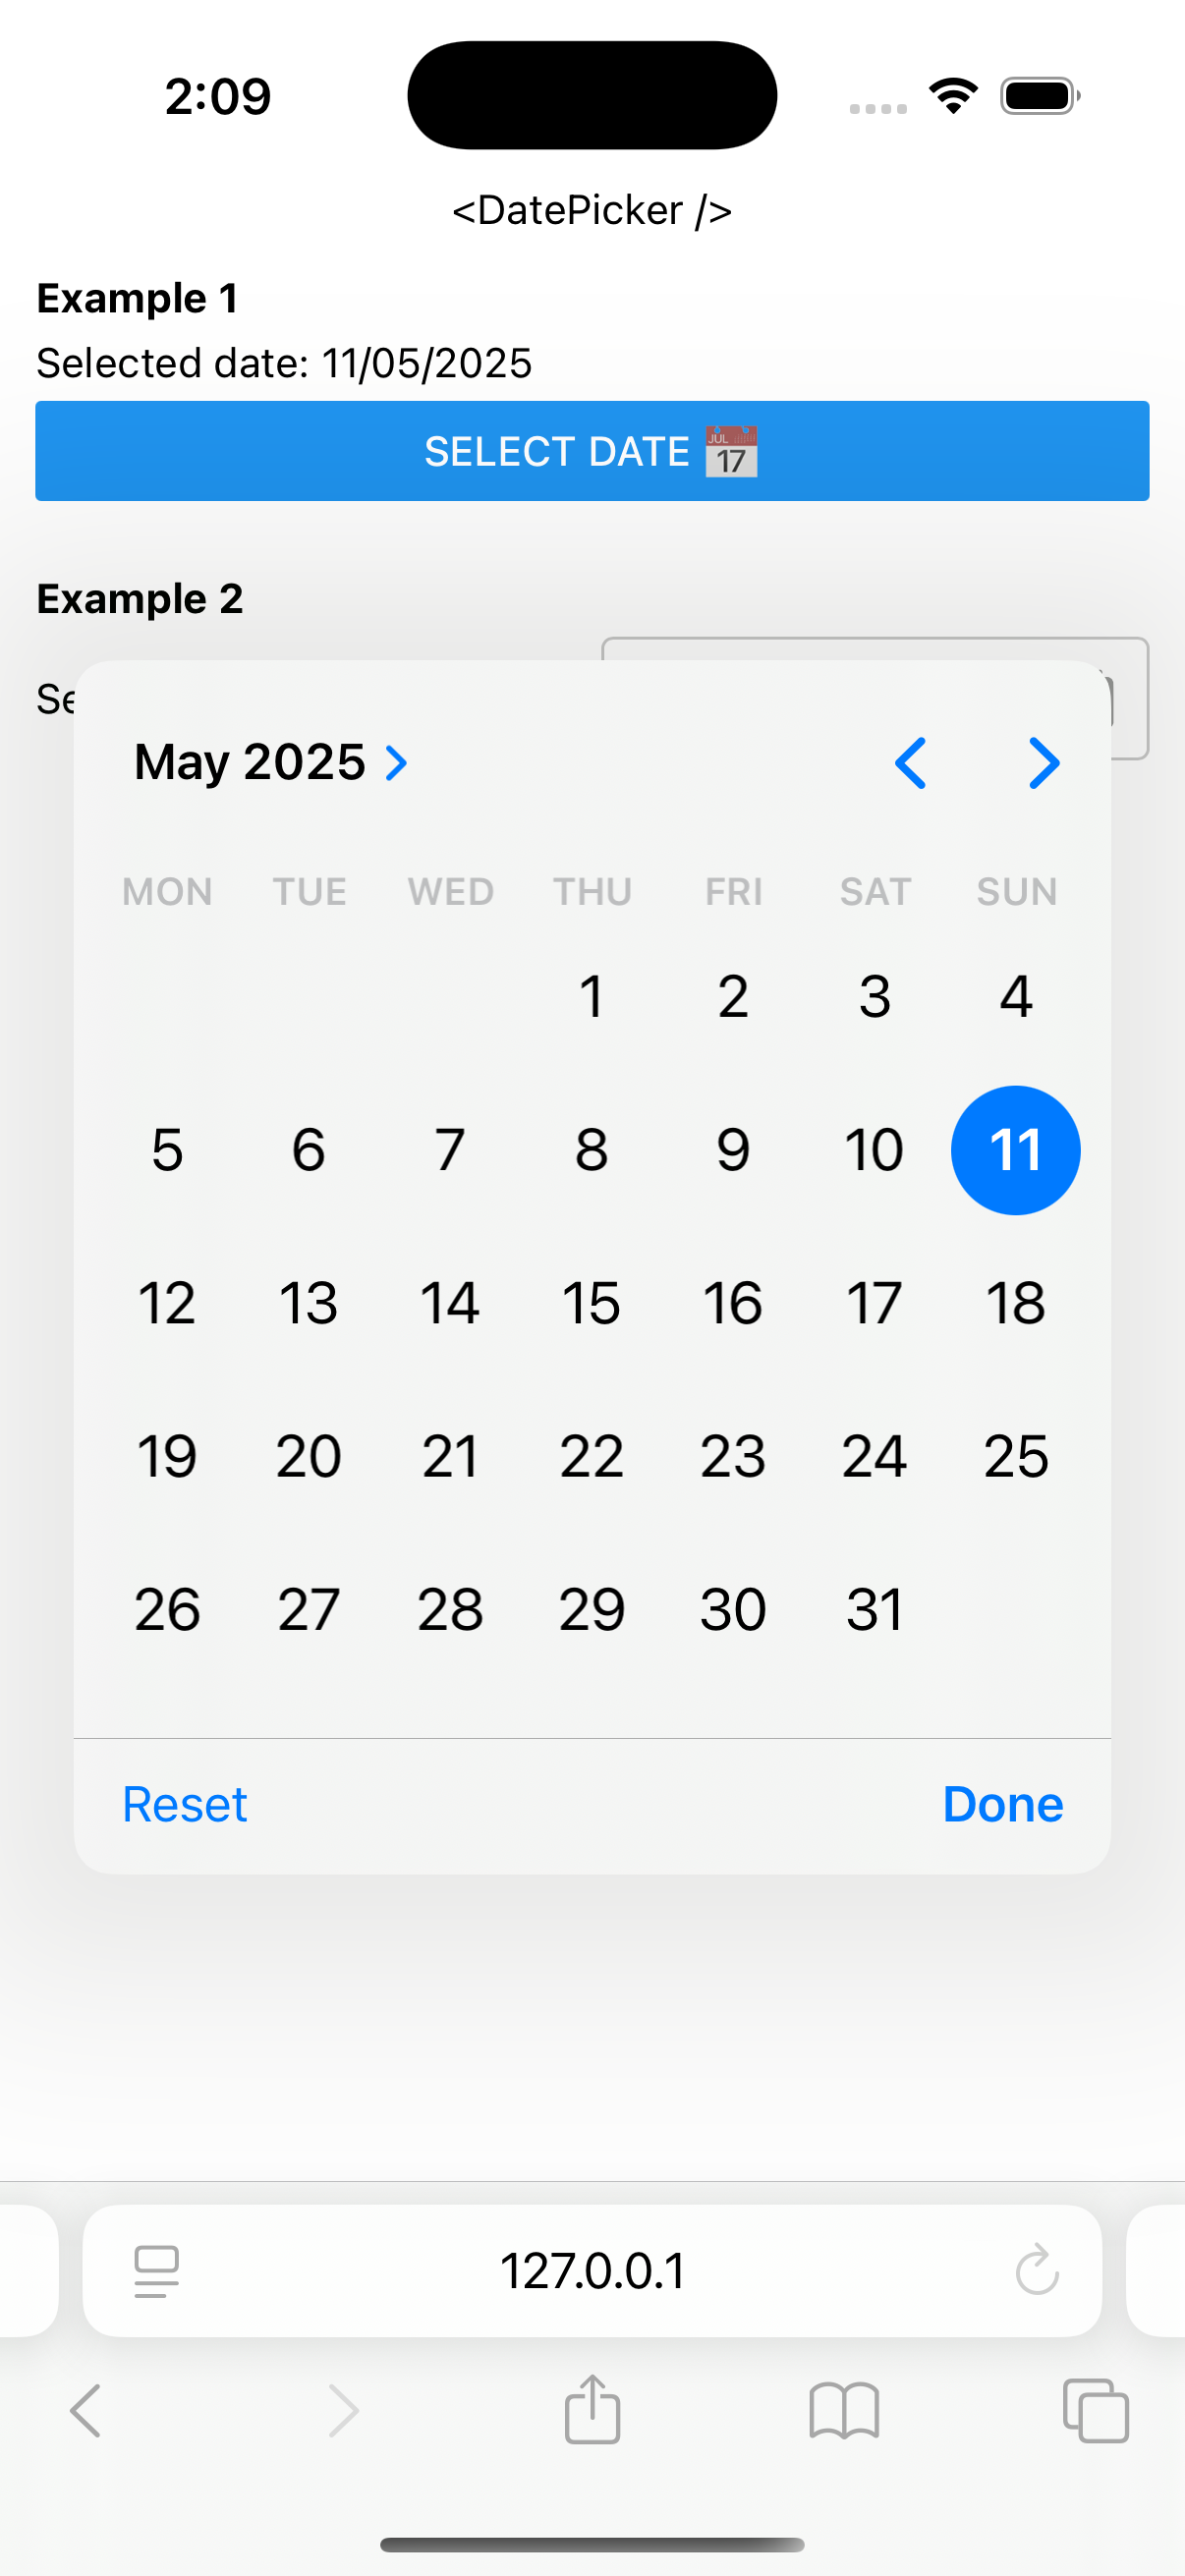 2:09
<DatePicker />
Example 1
Selected date: 11/05/2025
SELECT DATE
JUL
17
Example 2
Se
May 2025
MON TUE WED THU FRI SAT SUN
1 2 3 4
5 6 7 8 9 10 11
12 13 14 15 16 17 18
19 20 21 22 23 24 25
26 27 28 29 30 31
Reset Done
127.0.0.1